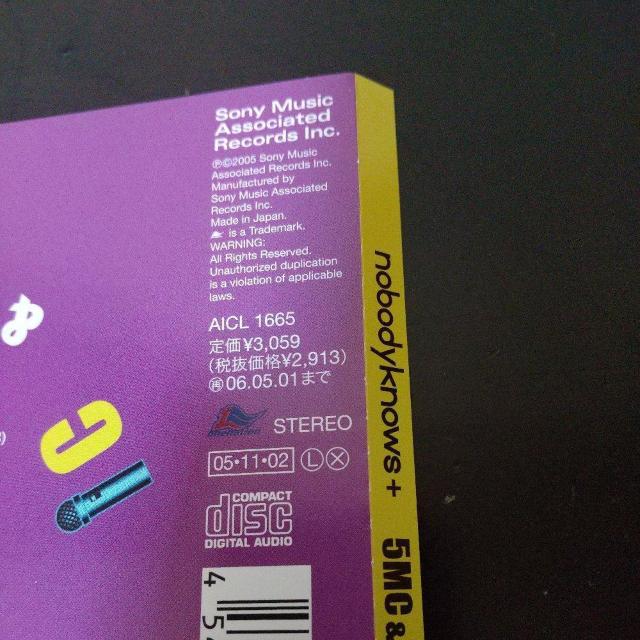 Sony Music
Associated
Records Inc.
Ⓟ©2005 Sony Music
Associated Records Inc.
Manufactured by
Sony Music Associated
Records Inc.
Made in Japan.
is a Trademark.
WARNING:
All Rights Reserved.
Unauthorized duplication
is a violation of applicable
laws.
AICL 1665
定価¥3,059
(税抜価格¥2,913)
㊑06.05.01まで
STEREO
05•11•02 Ⓛ Ⓧ
COMPACT
disc
DIGITAL AUDIO
4
nobodyknows+
5MC &
&
C